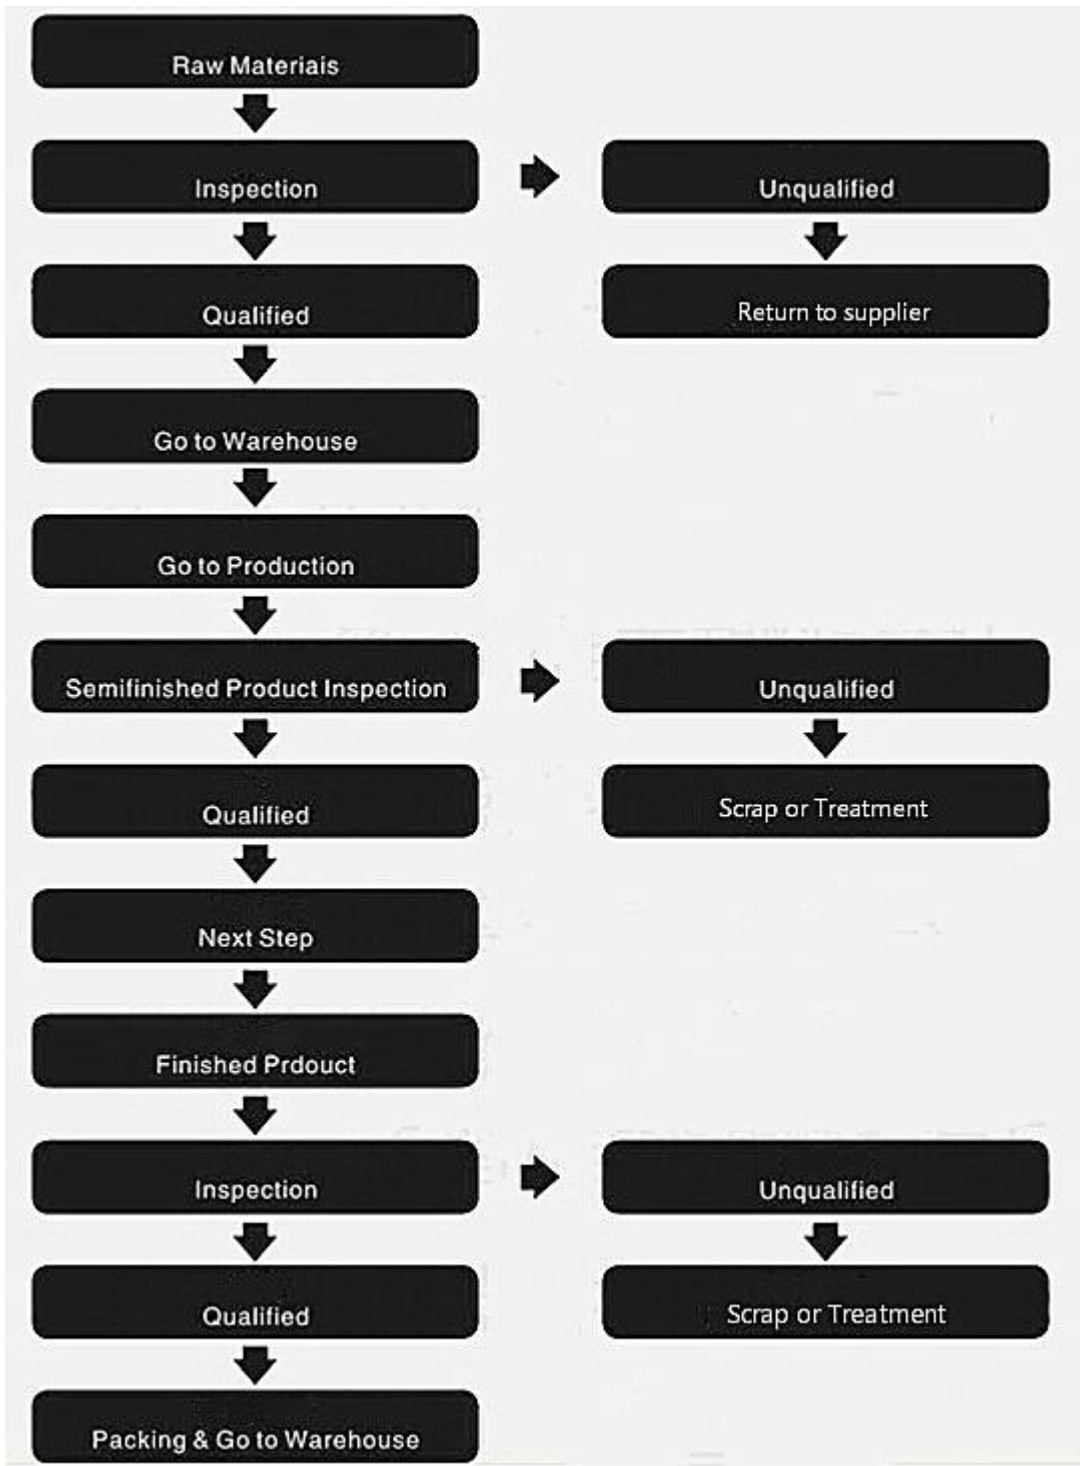 Raw Materiais
Inspection
Unqualified
Qualified
Return to supplier
Go to Warehouse
Go to Production
Semifinished Product Inspection
Unqualified
Qualified
Scrap or Treatment
Next Step
Finished Prdouct
Inspection
Unqualified
Qualified
Scrap or Treatment
Packing & Go to Warehouse